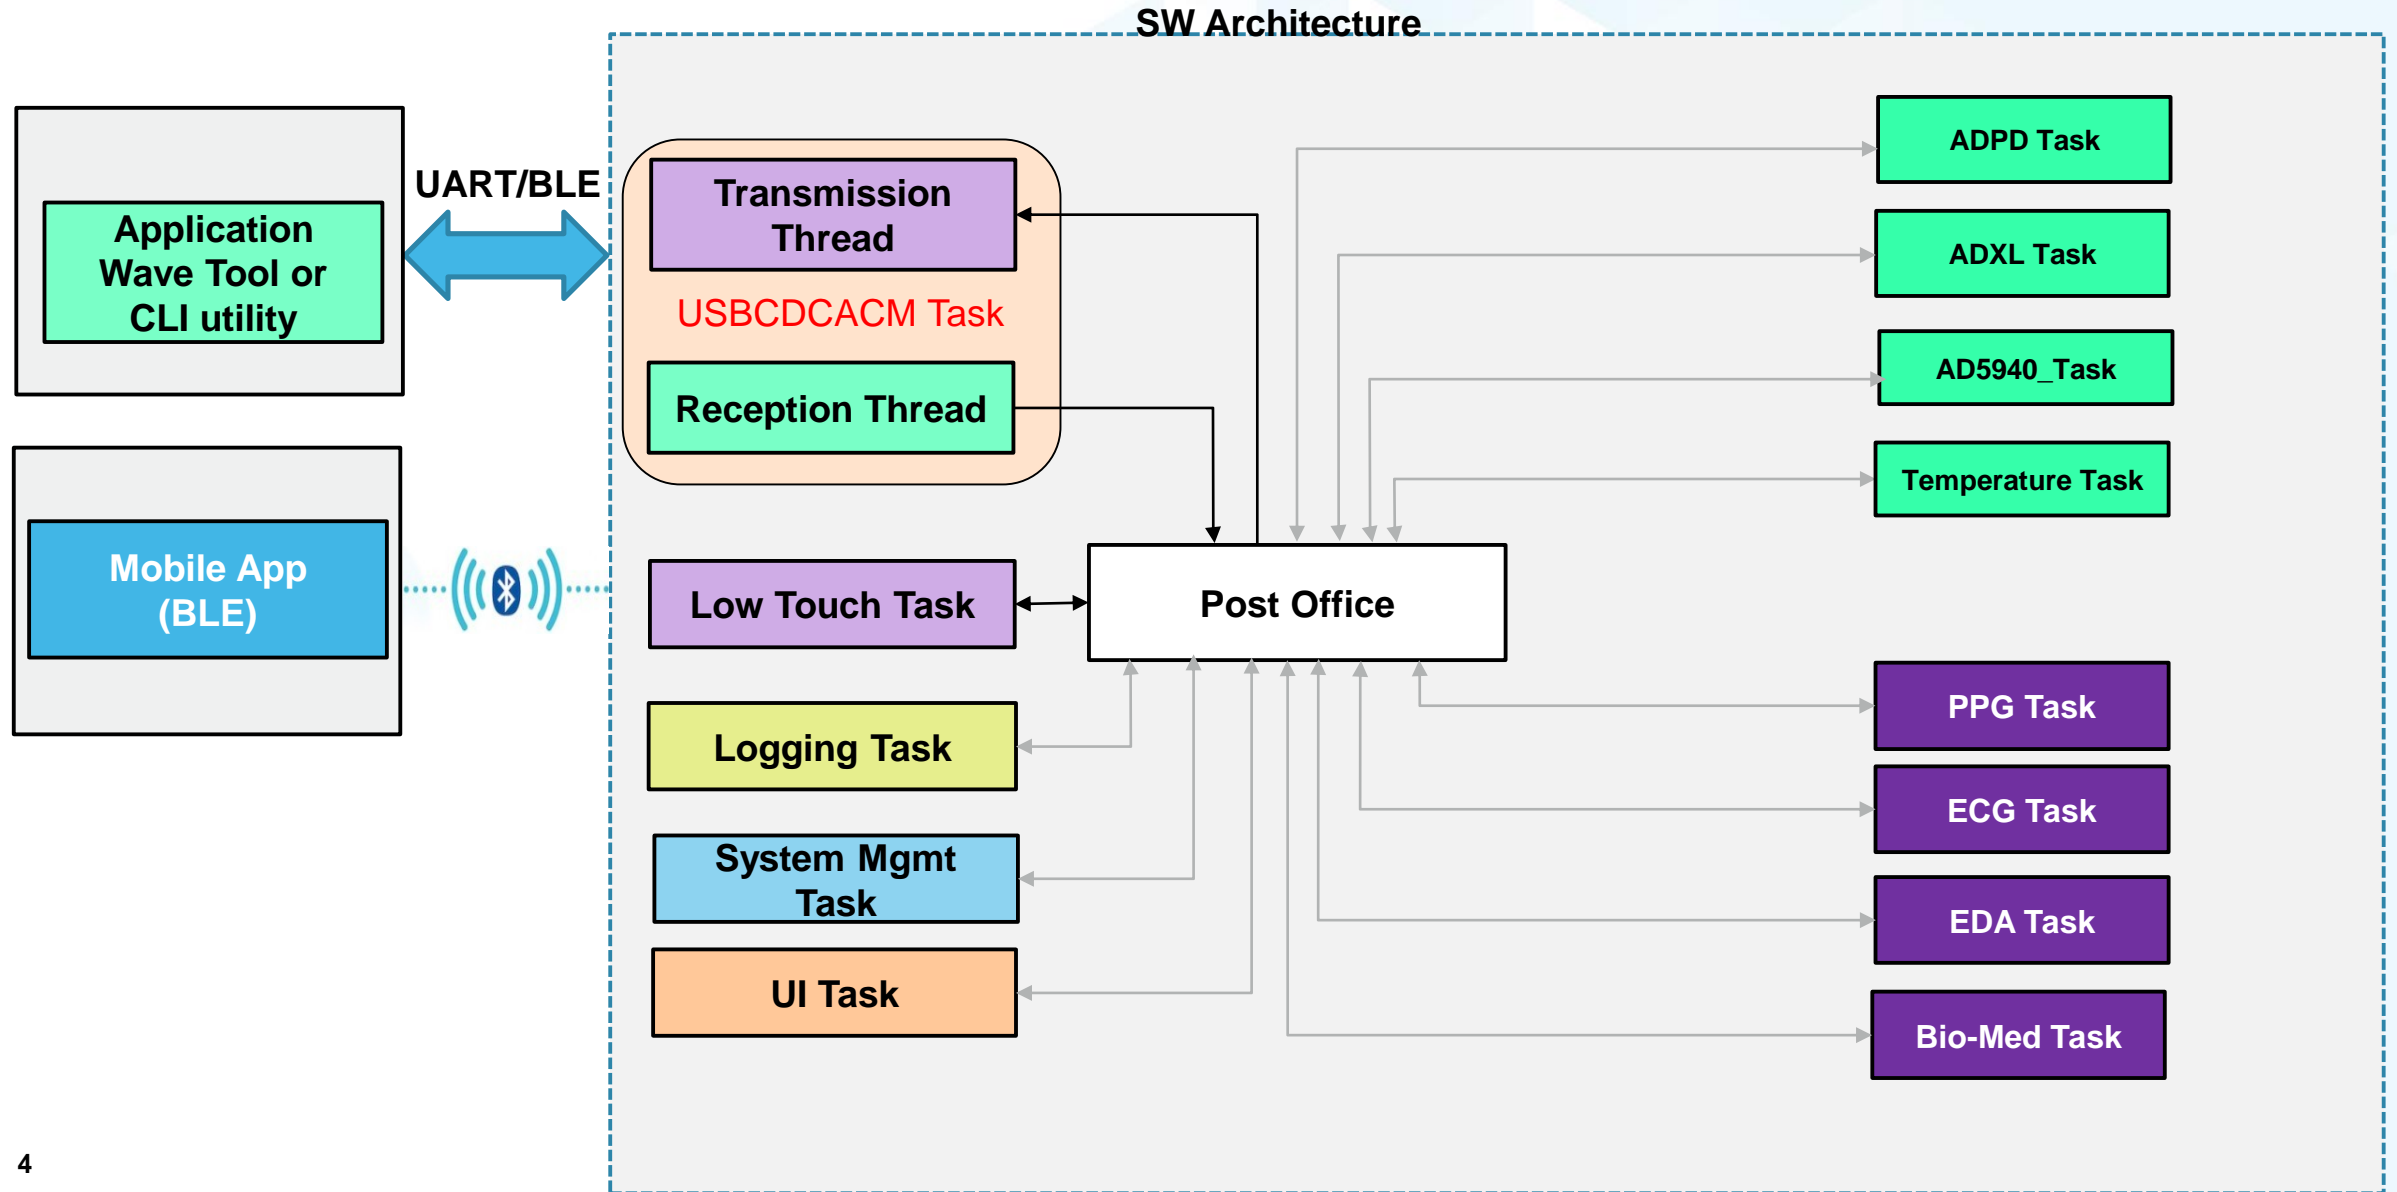 SW Architecture
Application
Wave Tool or
CLI utility
UART/BLE
Transmission
Thread
USBCDCACM Task
Reception Thread
Mobile App
(BLE)
Low Touch Task
Post Office
Logging Task
System Mgmt
Task
UI Task
ADPD Task
ADXL Task
AD5940_Task
Temperature Task
PPG Task
ECG Task
EDA Task
Bio-Med Task
4